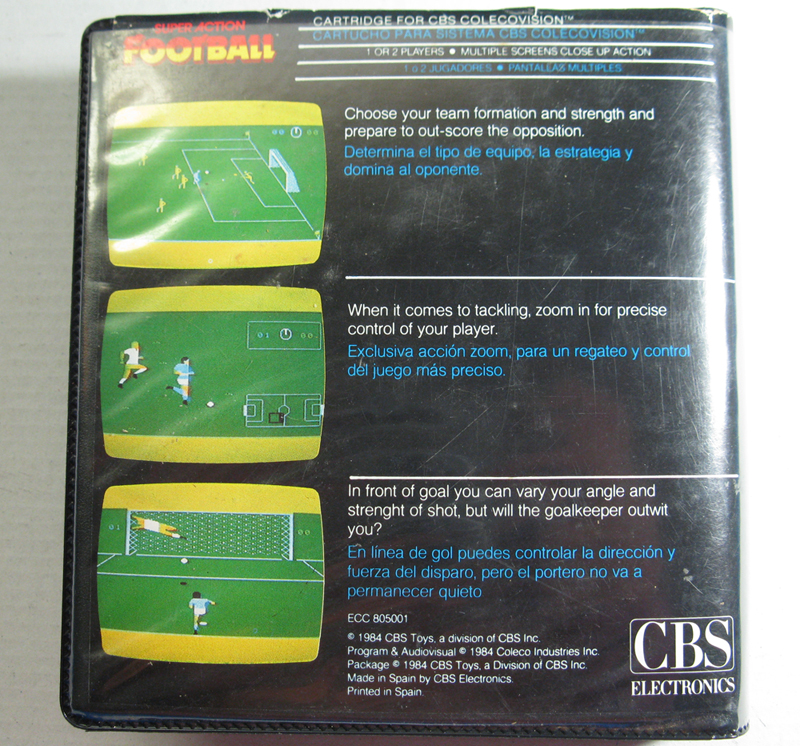 SUPER ACTION
FOOTBALL
CARTRIDGE FOR CBS COLECOVISION™
CARTUCHO PARA SISTEMA CBS COLECOVISION™
1 OR 2 PLAYERS ● MULTIPLE SCREENS CLOSE UP ACTION
1 o 2 JUGADORES ● PANTALLAS MULTIPLES
Choose your team formation and strength and
prepare to out-score the opposition.
Determina el tipo de equipo, la estrategia y
domina al oponente.
When it comes to tackling, zoom in for precise
control of your player.
Exclusiva acción zoom, para un regateo y control
del juego más preciso.
In front of goal you can vary your angle and
strenght of shot, but will the goalkeeper outwit
you?
En línea de gol puedes controlar la dirección y
fuerza del disparo, pero el portero no va a
permanecer quieto
ECC 805001
© 1984 CBS Toys, a division of CBS Inc.
Program & Audiovisual © 1984 Coleco Industries Inc.
Package © 1984 CBS Toys, a Division of CBS Inc.
Made in Spain by CBS Electronics.
Printed in Spain.
CBS
ELECTRONICS